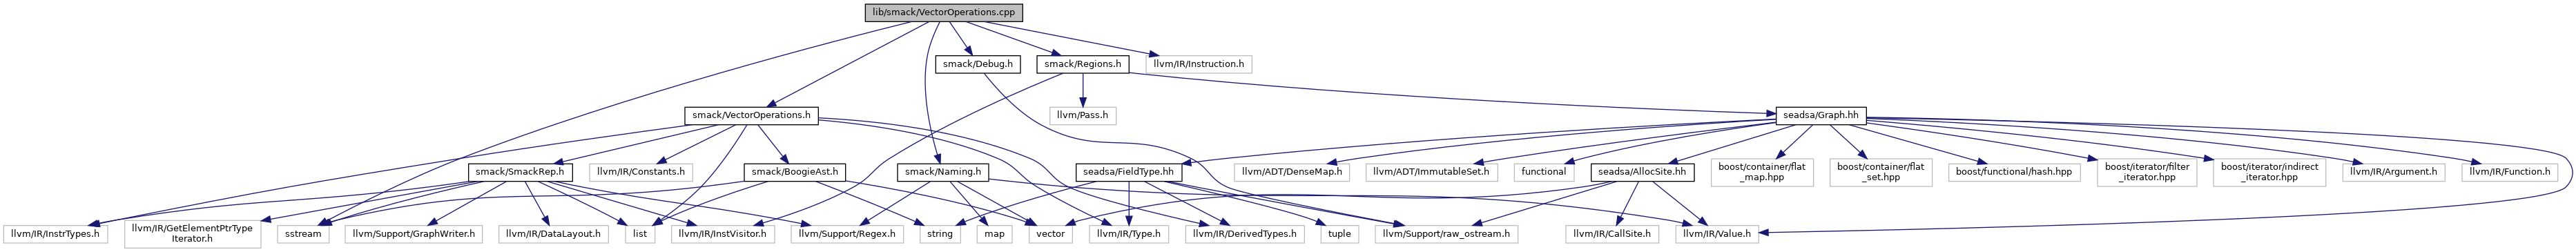 lib/smack/VectorOperations.cpp
smack/Debug.h
smack/Regions.h
llvm/IR/Instruction.h
smack/VectorOperations.h
llvm/Pass.h
seadsa/Graph.hh
smack/SmackRep.h
llvm/IR/Constants.h
smack/BoogieAst.h
smack/Naming.h
seadsa/FieldType.hh
llvm/ADT/DenseMap.h
llvm/ADT/ImmutableSet.h
functional
seadsa/AllocSite.hh
boost/container/flat
_map.hpp
boost/container/flat
_set.hpp
boost/functional/hash.hpp
boost/iterator/filter
_iterator.hpp
boost/iterator/indirect
_iterator.hpp
llvm/IR/Argument.h
llvm/IR/Function.h
llvm/IR/InstrTypes.h
llvm/IR/GetElementPtrType
Iterator.h
sstream
llvm/Support/GraphWriter.h
llvm/IR/DataLayout.h
list
llvm/IR/InstVisitor.h
llvm/Support/Regex.h
string
map
vector
llvm/IR/Type.h
llvm/IR/DerivedTypes.h
tuple
llvm/Support/raw_ostream.h
llvm/IR/CallSite.h
llvm/IR/Value.h